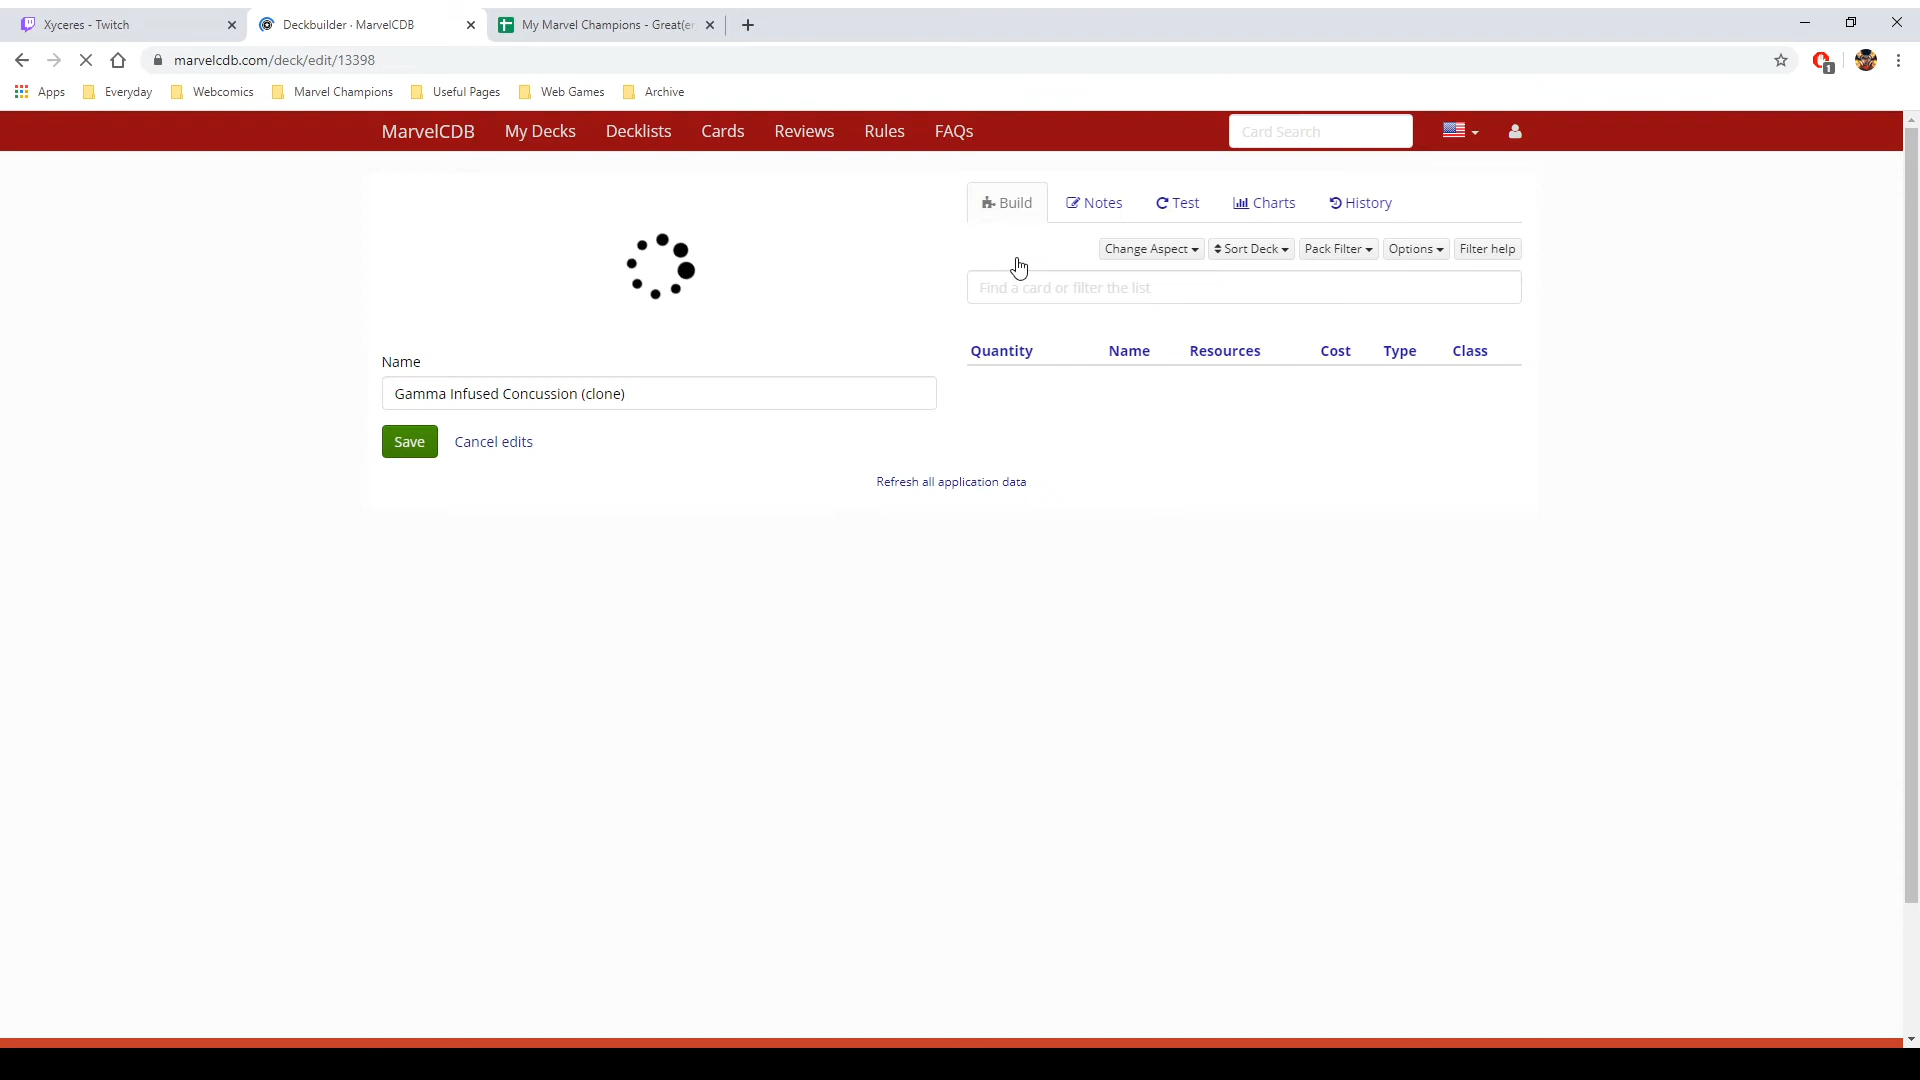 Xyceres - Twitch
Deckbuilder · MarvelCDB
My Marvel Champions - Great(er
marvelcdb.com/deck/edit/13398
1
Apps
Everyday
Webcomics
Marvel Champions
Useful Pages
Web Games
Archive
MarvelCDB
My Decks
Decklists
Cards
Reviews
Rules
FAQs
Card Search
Build
Notes
Test
Charts
History
Change Aspect
Sort Deck
Pack Filter
Options
Filter help
Find a card or filter the list
Quantity
Name
Resources
Cost
Type
Class
Name
Gamma Infused Concussion (clone)
Save
Cancel edits
Refresh all application data